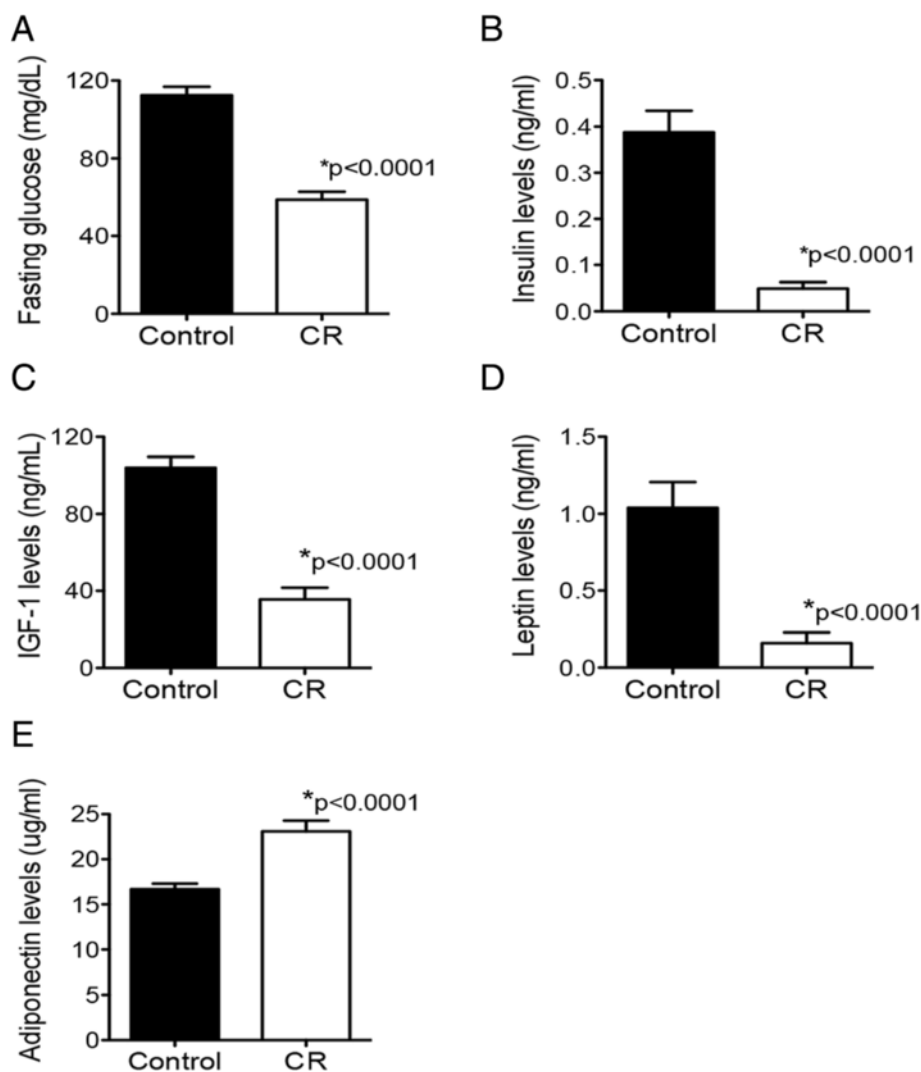 A
Fasting glucose (mg/dL)
120
80
40
0
*p<0.0001
Control CR
B
Insulin levels (ng/ml)
0.5
0.4
0.3
0.2
0.1
0.0
*p<0.0001
Control CR
C
IGF-1 levels (ng/mL)
120
80
40
0
*p<0.0001
Control CR
D
Leptin levels (ng/ml)
1.5
1.0
0.5
0.0
*p<0.0001
Control CR
E
Adiponectin levels (ug/ml)
25
20
15
10
5
0
*p<0.0001
Control CR